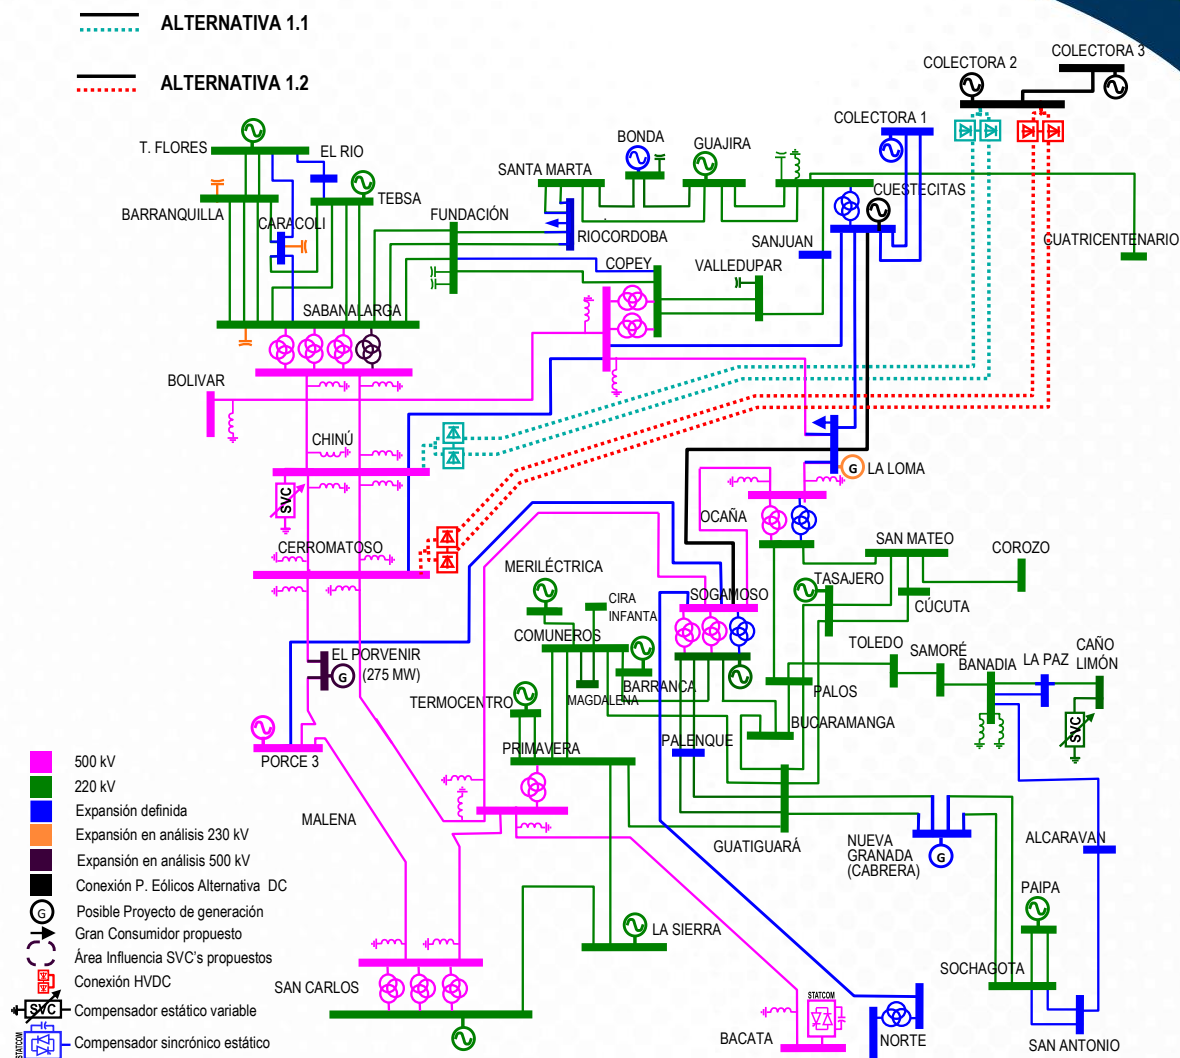 ALTERNATIVA 1.1
ALTERNATIVA 1.2
COLECTORA 3
COLECTORA 2
COLECTORA 1
T. FLORES
EL RIO
BONDA
GUAJIRA
SANTA MARTA
TEBSA
BARRANQUILLA
CARACOLI
FUNDACIÓN
RIOCORDOBA
CUESTECITAS
SANJUAN
CUATRICENTENARIO
COPEY
VALLEDUPAR
SABANALARGA
BOLIVAR
CHINÚ
G
LA LOMA
SVC
OCAÑA
CERROMATOSO
SAN MATEO
COROZO
MERILÉCTRICA
TASAJERO
CIRA
INFANTA
SOGAMOSO
CÚCUTA
COMUNEROS
TOLEDO
SAMORÉ
CAÑO
LIMÓN
LA PAZ
BANADIA
EL PORVENIR
(275 MW)
G
BARRANCA
MAGDALENA
PALOS
TERMOCENTRO
BUCARAMANGA
SVC
PRIMAVERA
PALENQUE
PORCE 3
500 kV
220 kV
Expansión definida
Expansión en análisis 230 kV
Expansión en análisis 500 kV
Conexión P. Eólicos Alternativa DC
G
Posible Proyecto de generación
Gran Consumidor propuesto
Área Influencia SVC's propuestos
Conexión HVDC
SVC
Compensador estático variable
STATCOM
Compensador sincrónico estático
MALENA
GUATIGUARÁ
NUEVA
GRANADA
(CABRERA)
G
ALCARAVAN
PAIPA
LA SIERRA
SOCHAGOTA
SAN CARLOS
STATCOM
BACATA
NORTE
SAN ANTONIO